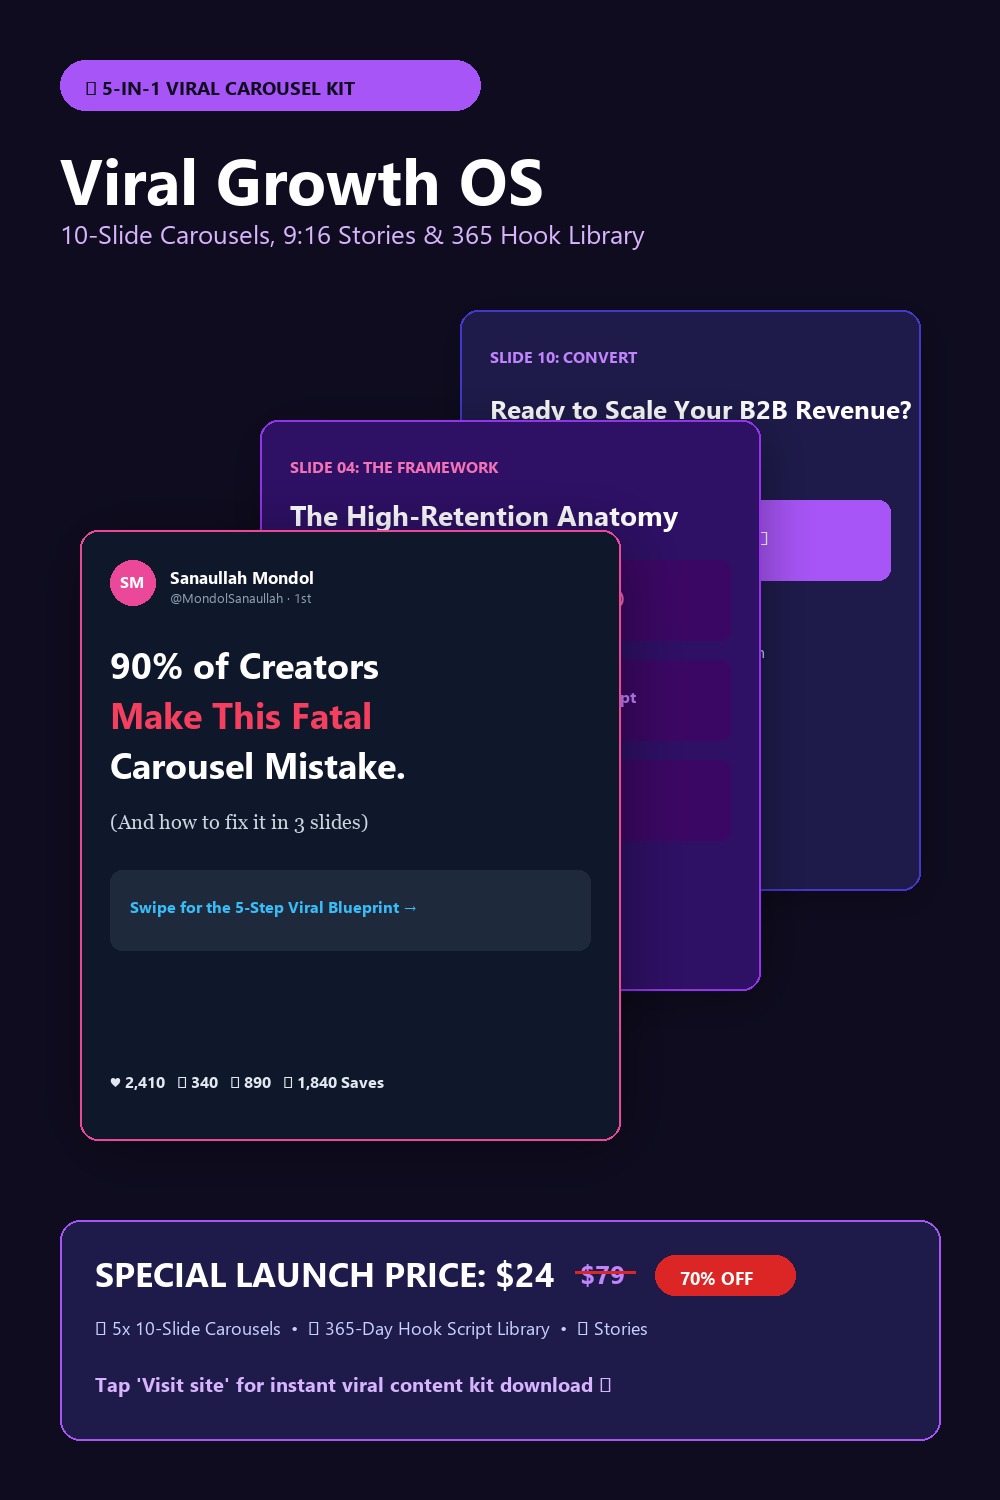 5-IN-1 VIRAL CAROUSEL KIT
Viral Growth OS
10-Slide Carousels, 9:16 Stories & 365 Hook Library
SLIDE 10: CONVERT
Ready to Scale Your B2B Revenue?
SLIDE 04: THE FRAMEWORK
The High-Retention Anatomy
SM
Sanaullah Mondol
@MondolSanaullah · 1st
90% of Creators
Make This Fatal
Carousel Mistake.
(And how to fix it in 3 slides)
Swipe for the 5-Step Viral Blueprint →
♥ 2,410 340 890 1,840 Saves
SPECIAL LAUNCH PRICE: $24 $79 70% OFF
5x 10-Slide Carousels • 365-Day Hook Script Library • Stories
Tap 'Visit site' for instant viral content kit download